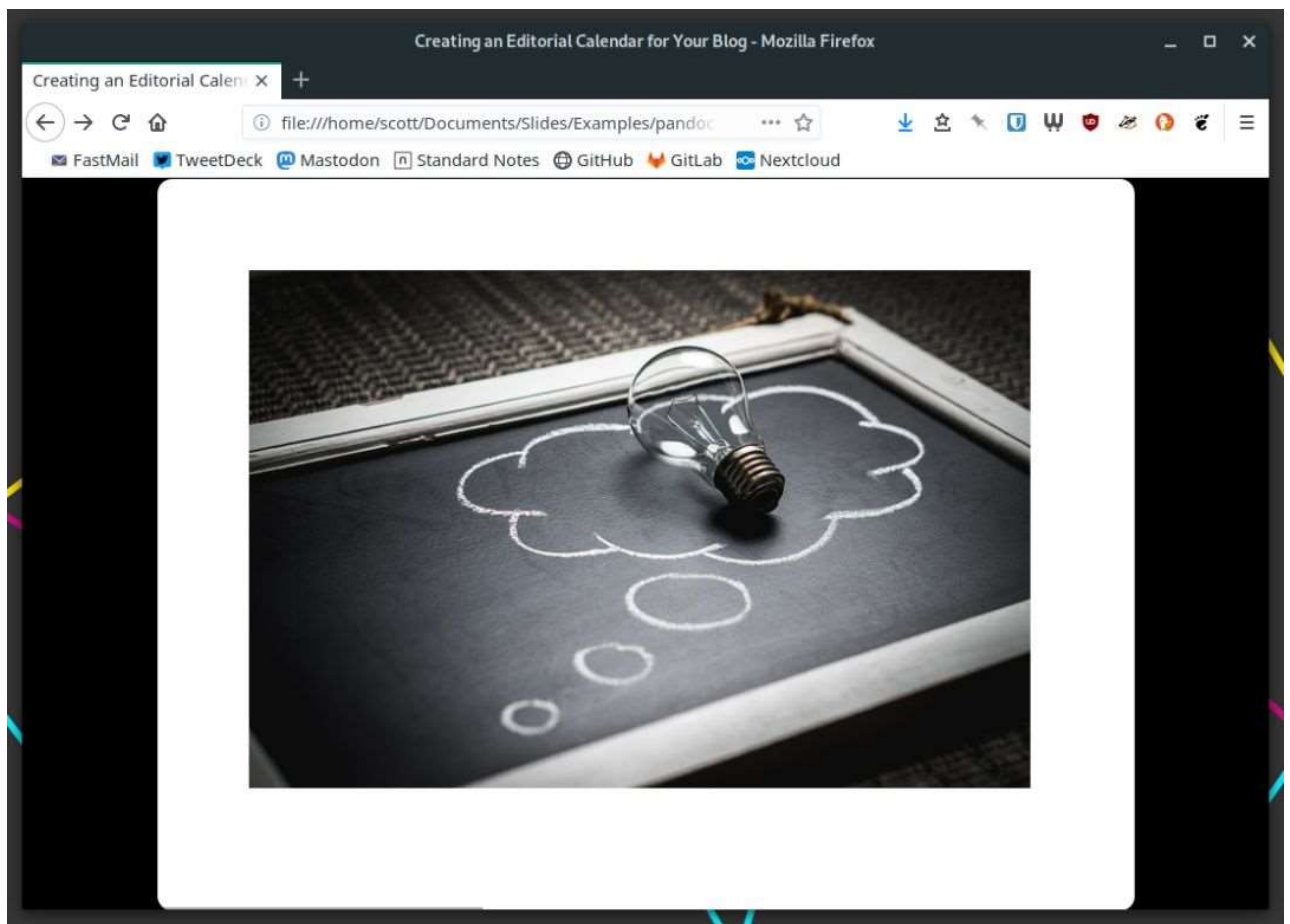 Creating an Editorial Calendar for Your Blog - Mozilla Firefox
Creating an Editorial Calen
file:///home/scott/Documents/Slides/Examples/pandoc
FastMail TweetDeck Mastodon Standard Notes GitHub GitLab Nextcloud